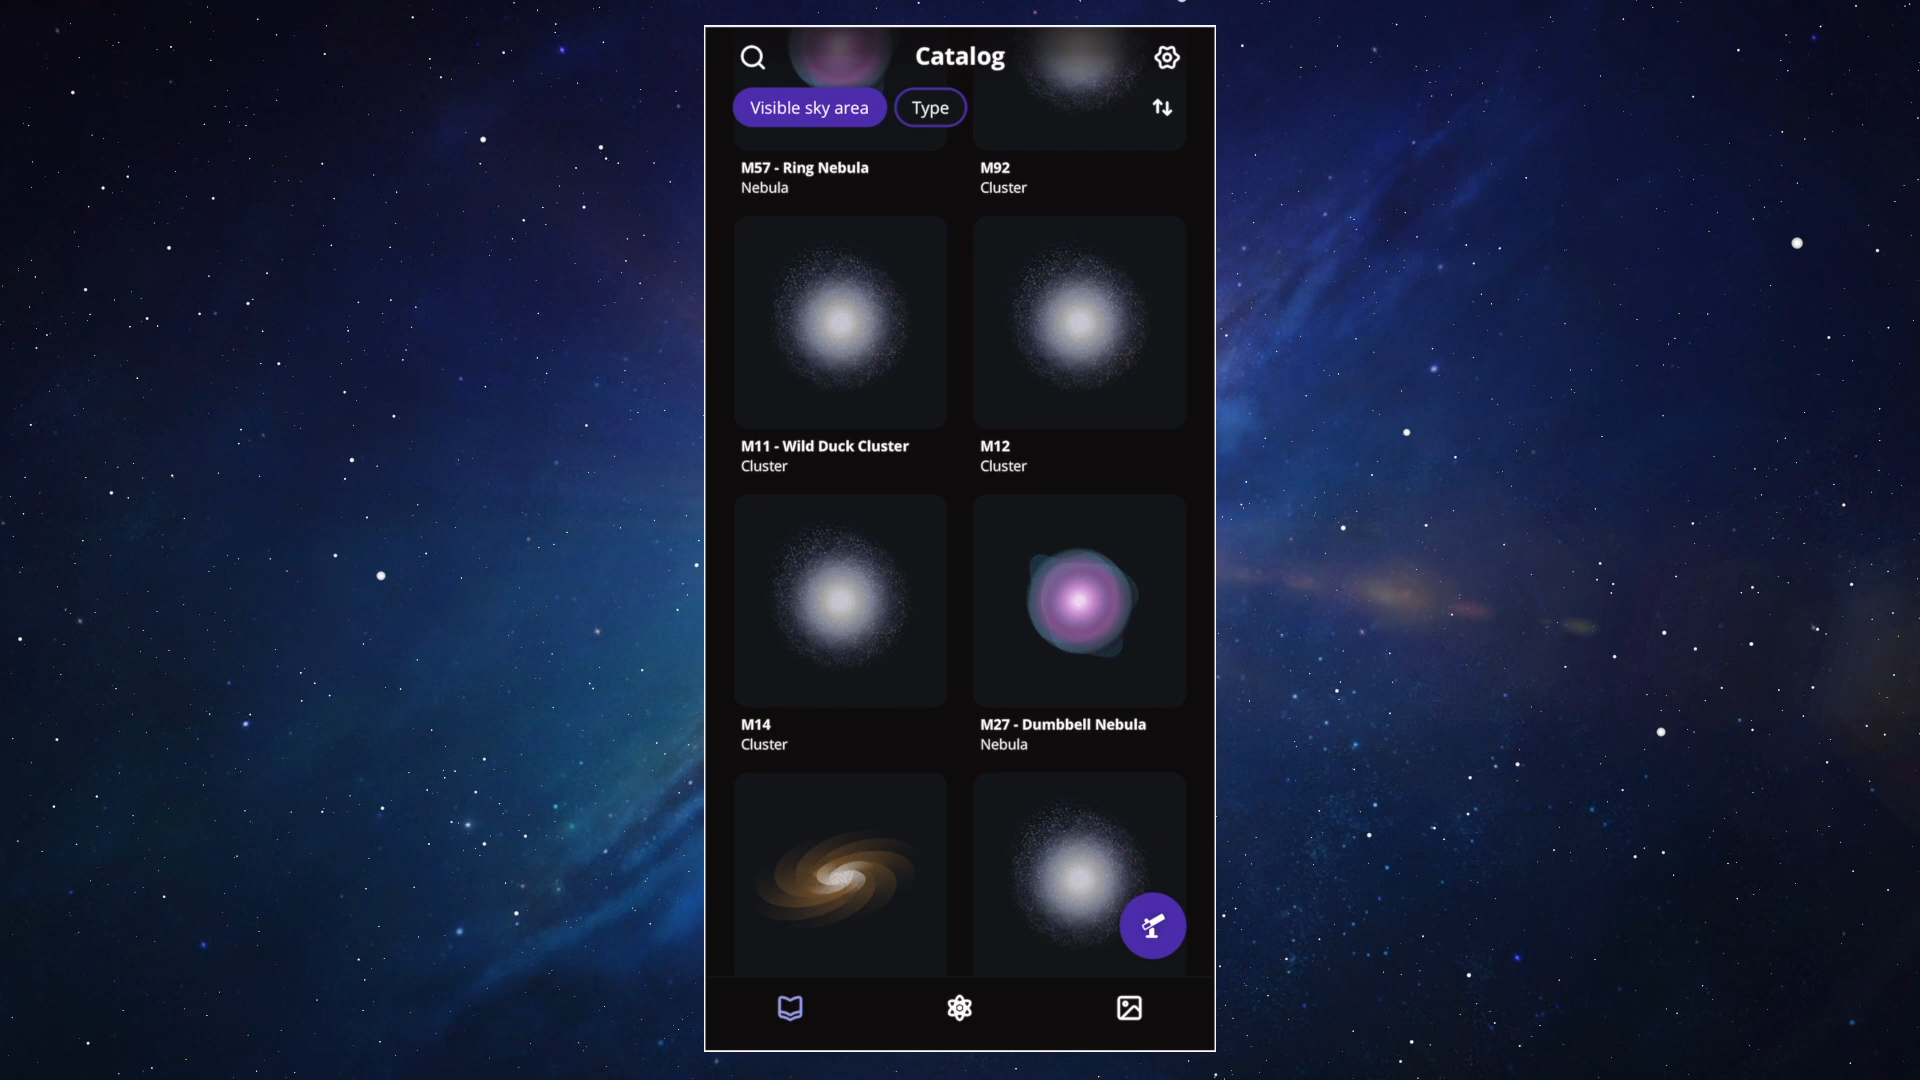 Catalog
Visible sky area
Type
M57 - Ring Nebula
Nebula
M92
Cluster
M11 - Wild Duck Cluster
Cluster
M12
Cluster
M14
Cluster
M27 - Dumbbell Nebula
Nebula